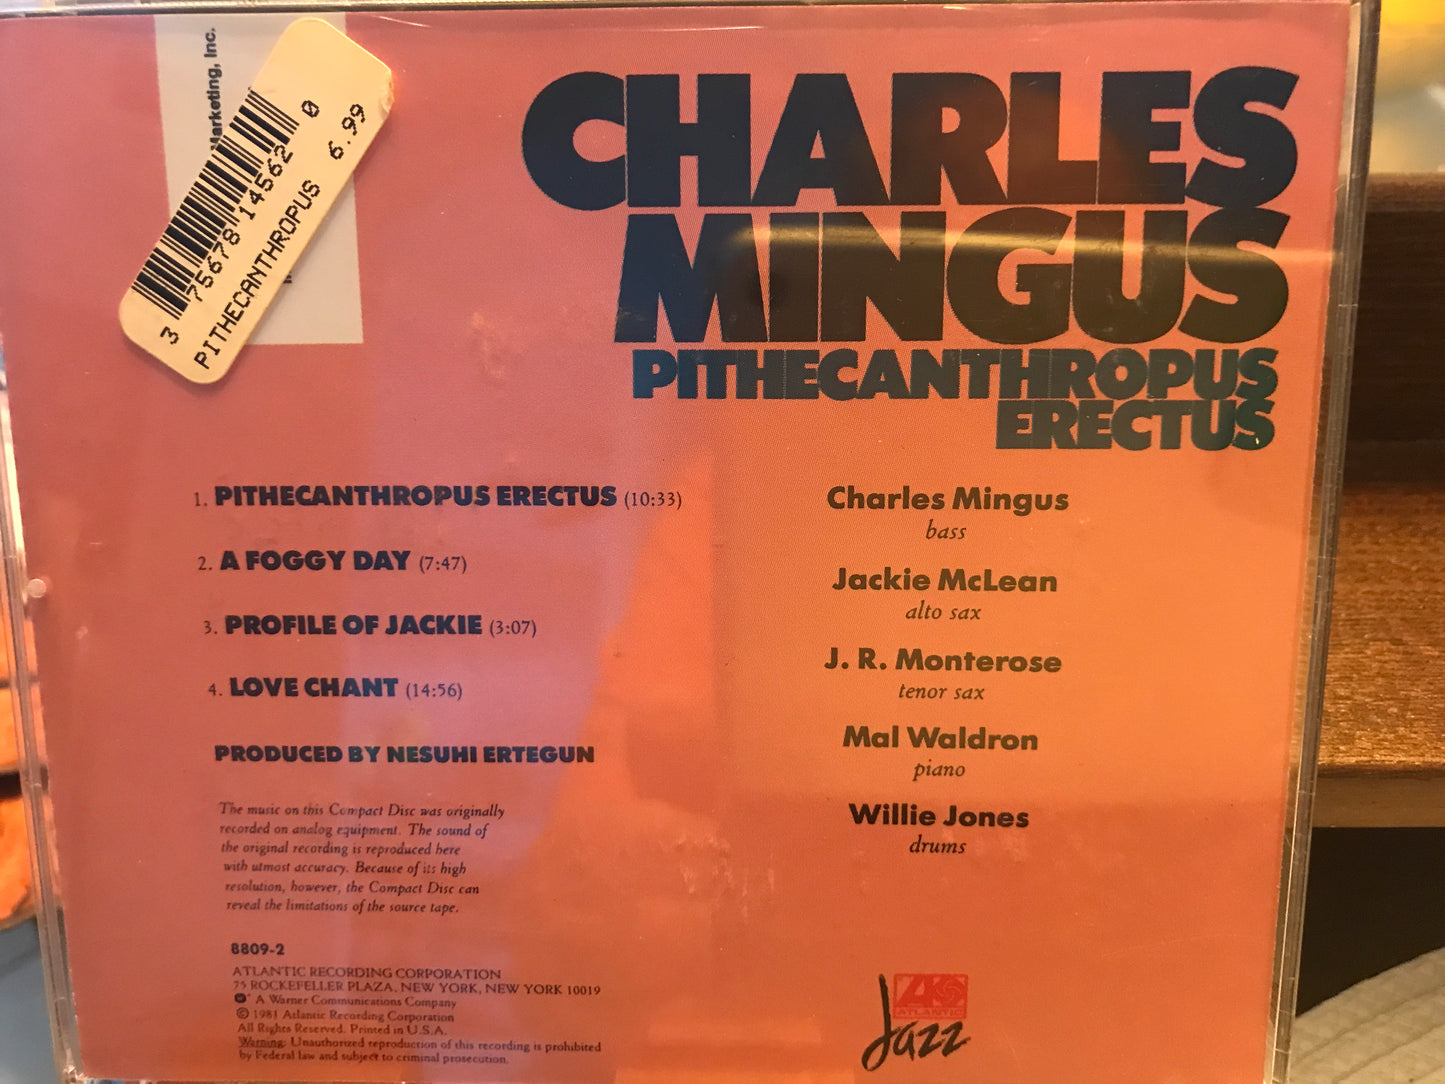 Marketing, Inc.
3 75678 14562 0
PITHECANTHROPUS 6.99
CHARLES
MINGUS
PITHECANTHROPUS
ERECTUS
1. PITHECANTHROPUS ERECTUS (10:33)
2. A FOGGY DAY (7:47)
3. PROFILE OF JACKIE (3:07)
4. LOVE CHANT (14:56)
PRODUCED BY NESUHI ERTEGUN
Charles Mingus
bass
Jackie McLean
alto sax
J. R. Monterose
tenor sax
Mal Waldron
piano
Willie Jones
drums
The music on this Compact Disc was originally
recorded on analog equipment. The sound of
the original recording is reproduced here
with utmost accuracy. Because of its high
resolution, however, the Compact Disc can
reveal the limitations of the source tape.
8809-2
ATLANTIC RECORDING CORPORATION
75 ROCKEFELLER PLAZA, NEW YORK, NEW YORK 10019
A Warner Communications Company
© 1981 Atlantic Recording Corporation
All Rights Reserved. Printed in U.S.A.
Warning: Unauthorized reproduction of this recording is prohibited
by Federal law and subject to criminal prosecution.
ATLANTIC
Jazz